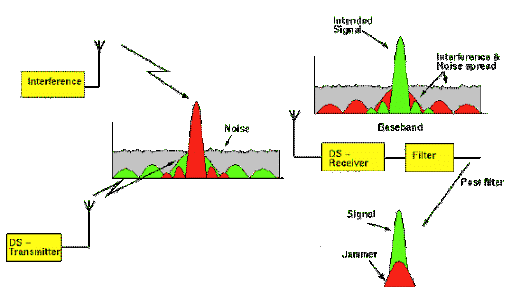 Intended
Signal
Interference &
Noise spread
Interference
Noise
Baseband
DS -
Receiver
Filter
Post filter
DS -
Transmitter
Signal
Jammer